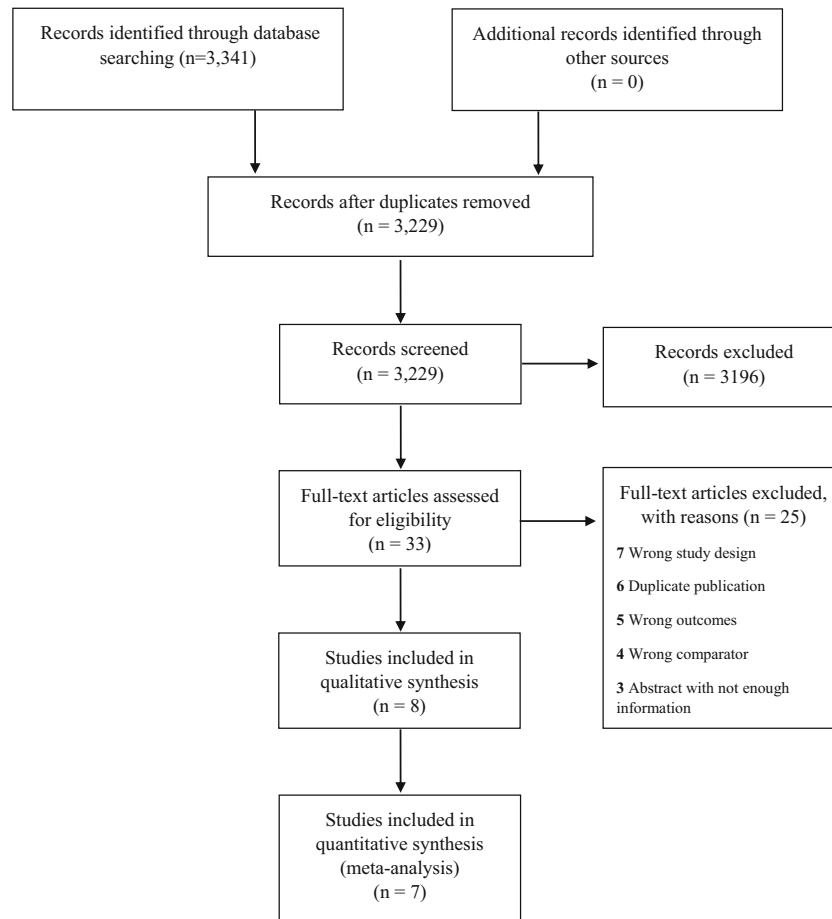 Records identified through database
searching (n=3,341)
Additional records identified through
other sources
(n = 0)
Records after duplicates removed
(n = 3,229)
Records screened
(n = 3,229)
Records excluded
(n = 3196)
Full-text articles assessed
for eligibility
(n = 33)
Full-text articles excluded,
with reasons (n = 25)
7 Wrong study design
6 Duplicate publication
5 Wrong outcomes
4 Wrong comparator
3 Abstract with not enough
information
Studies included in
qualitative synthesis
(n = 8)
Studies included in
quantitative synthesis
(meta-analysis)
(n = 7)